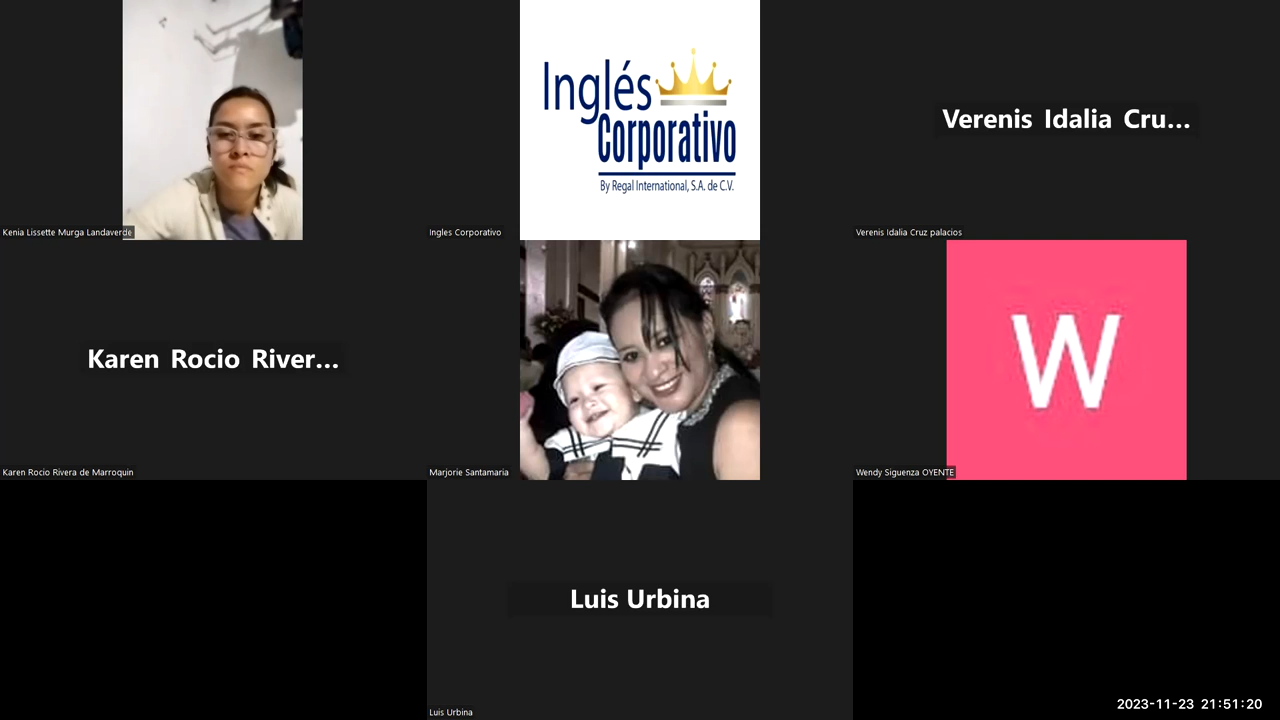 Inglés
Corporativo
By Regal International, S.A. de C.V.
Verenis Idalia Cru...
Kenia Lissette Murga Landaverde
Ingles Corporativo
Verenis Idalia Cruz palacios
Karen Rocio River...
W
Karen Rocio Rivera de Marroquin
Marjorie Santamaria
Wendy Siguenza OYENTE
Luis Urbina
Luis Urbina
2023-11-23 21:51:20